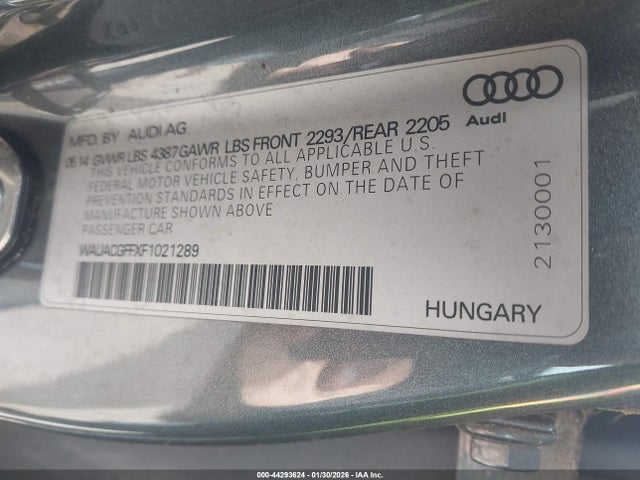 MFD. BY AUDI AG
05.14 GVWR LBS 4387 GAWR LBS FRONT 2293/REAR 2205
THIS VEHICLE CONFORMS TO ALL APPLICABLE U.S.
FEDERAL MOTOR VEHICLE SAFETY, BUMPER AND THEFT
PREVENTION STANDARDS IN EFFECT ON THE DATE OF
MANUFACTURE SHOWN ABOVE
PASSENGER CAR
WAUACGFFXF1021289
Audi
2130001
HUNGARY
000-44293624 | 01/30/2026 - IAA Inc.